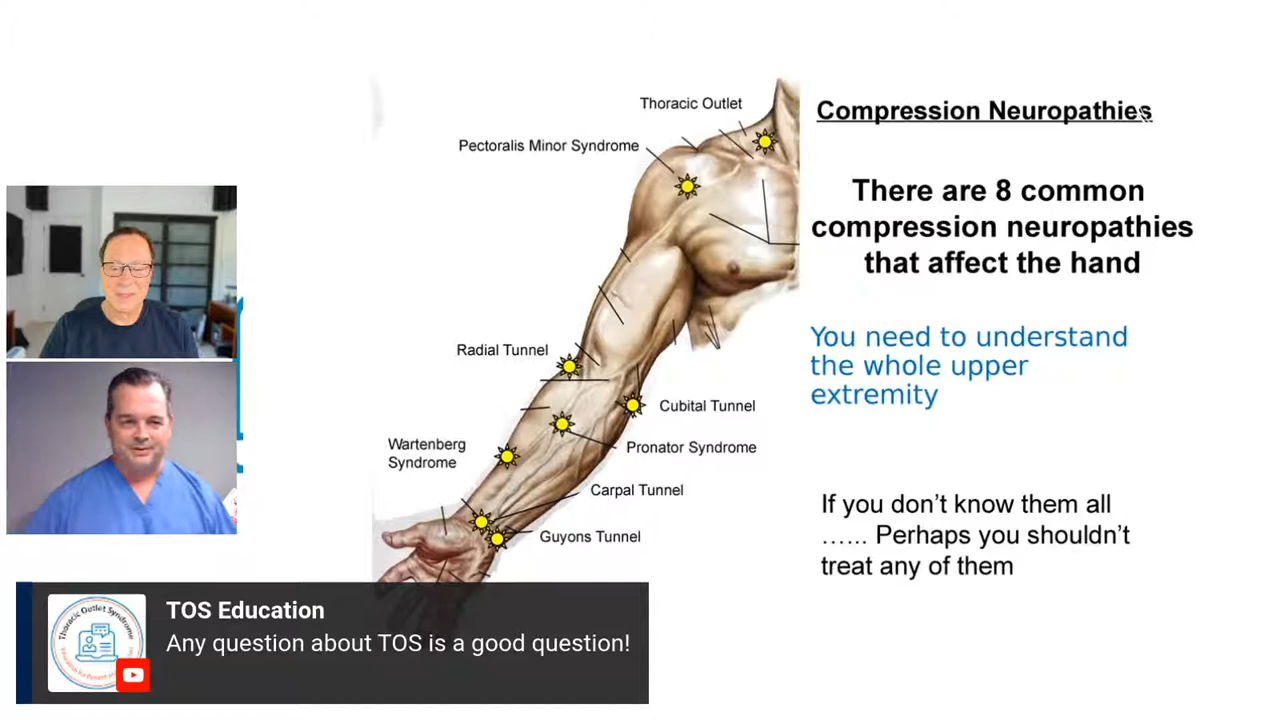 Thoracic Outlet
Pectoralis Minor Syndrome
Radial Tunnel
Cubital Tunnel
Wartenberg
Syndrome
Pronator Syndrome
Carpal Tunnel
Guyons Tunnel
Compression Neuropathies
There are 8 common
compression neuropathies
that affect the hand
You need to understand
the whole upper
extremity
If you don’t know them all
…... Perhaps you shouldn’t
treat any of them
Thoracic Outlet Syndrome
TOS Education
Any question about TOS is a good question!